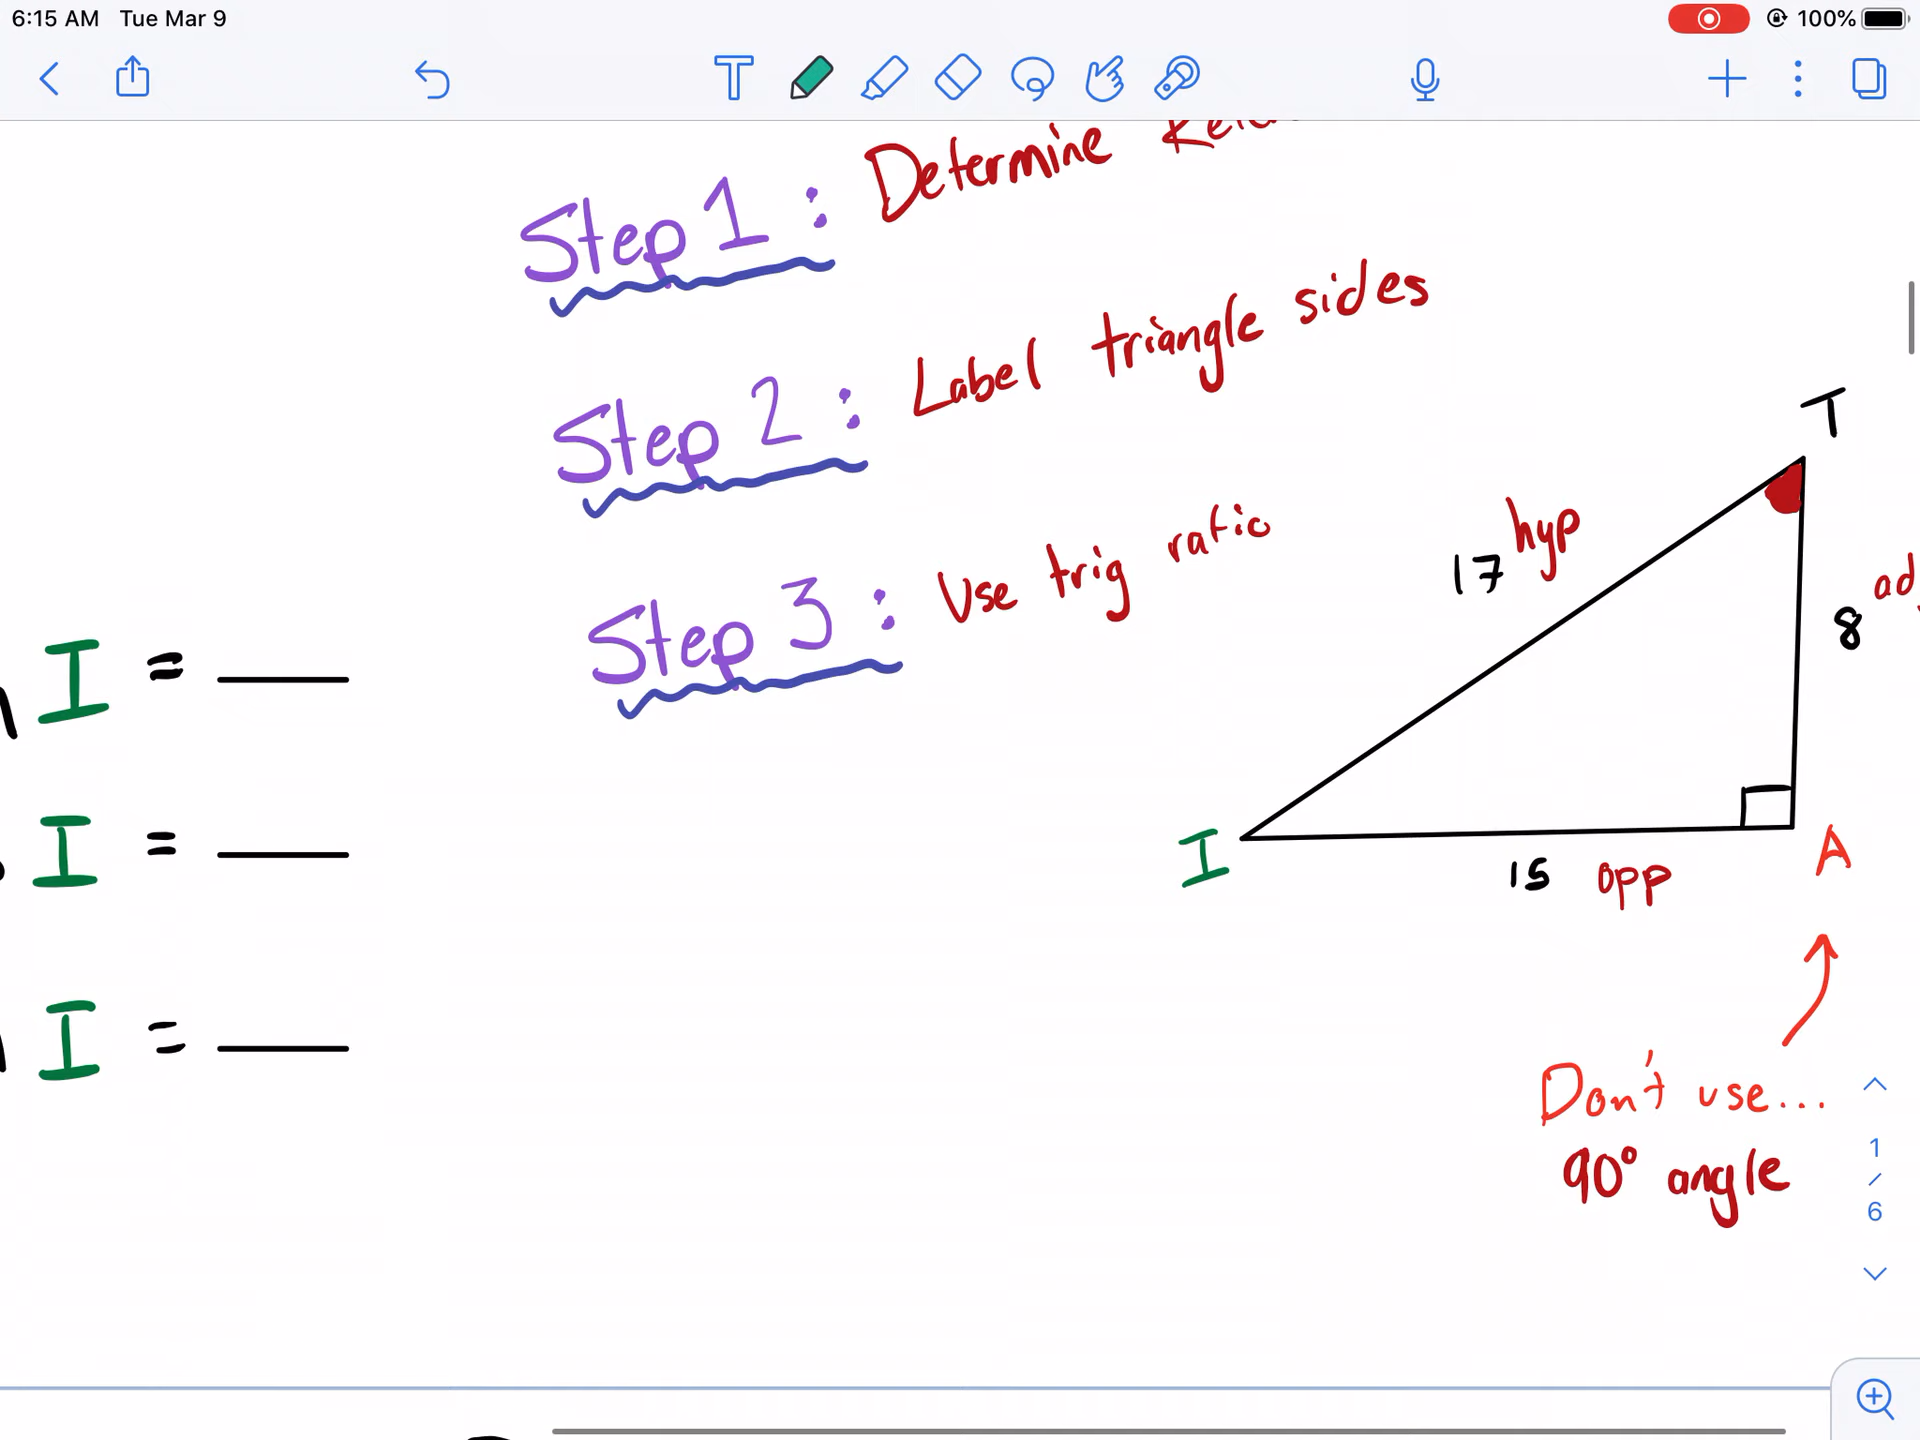 6:15 AM Tue Mar 9
100%
T
Step 1 : Determine
Step 2 : Label triangle sides
Step 3 : Use trig ratio
T
17 hyp
8
I
15 opp
A
I = ___
I = ___
I = ___
Don't use...
90° angle
1
/
6